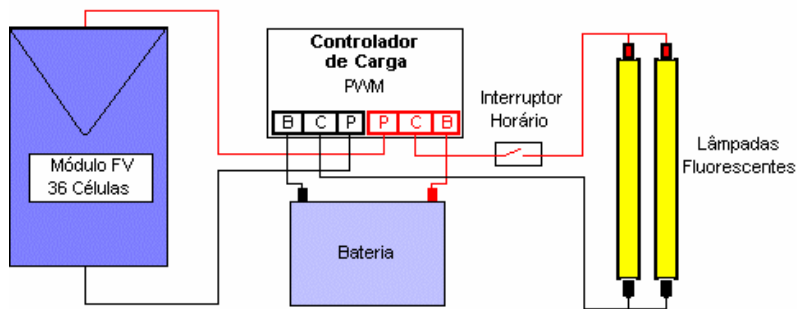 Controlador
de Carga
PWM
B C P P C B
Interruptor
Horário
Módulo FV
36 Células
Lâmpadas
Fluorescentes
Bateria